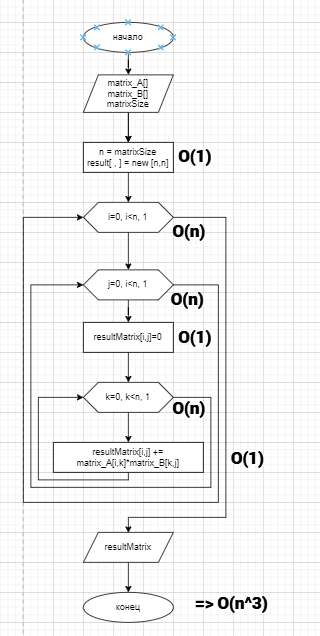 начало
matrix_A[]
matrix_B[]
matrixSize
n = matrixSize
result[ , ] = new [n,n]
O(1)
i=0, i<n, 1
O(n)
j=0, i<n, 1
O(n)
resultMatrix[i,j]=0
O(1)
k=0, k<n, 1
O(n)
resultMatrix[i,j] +=
matrix_A[i,k]*matrix_B[k,j]
O(1)
resultMatrix
конец
=> O(n^3)